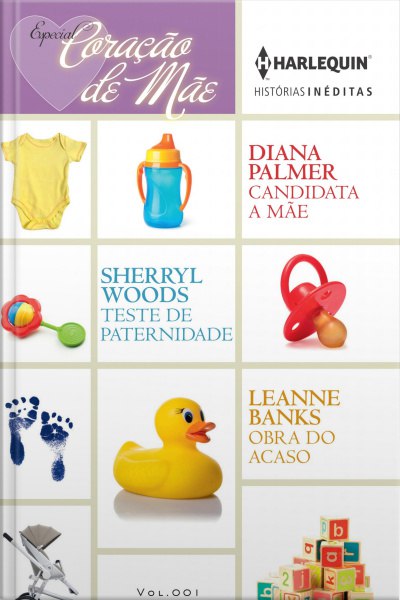 Especial
Coração
de Mãe
HARLEQUIN
HISTÓRIAS INÉDITAS
DIANA
PALMER
CANDIDATA
A MÃE
SHERRYL
WOODS
TESTE DE
PATERNIDADE
LEANNE
BANKS
OBRA DO
ACASO
VOL.001